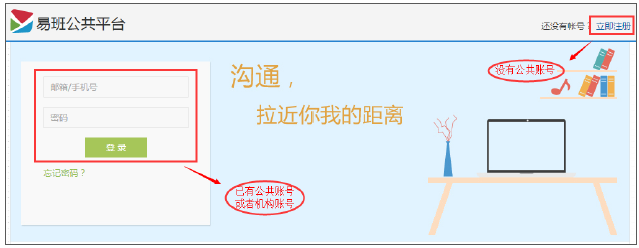 易班公共平台
还没有帐号？ 立即注册
没有公共账号
邮箱/手机号
密码
登 录
忘记密码？
沟通，
拉近你我的距离
已有公共账号
或者机构账号